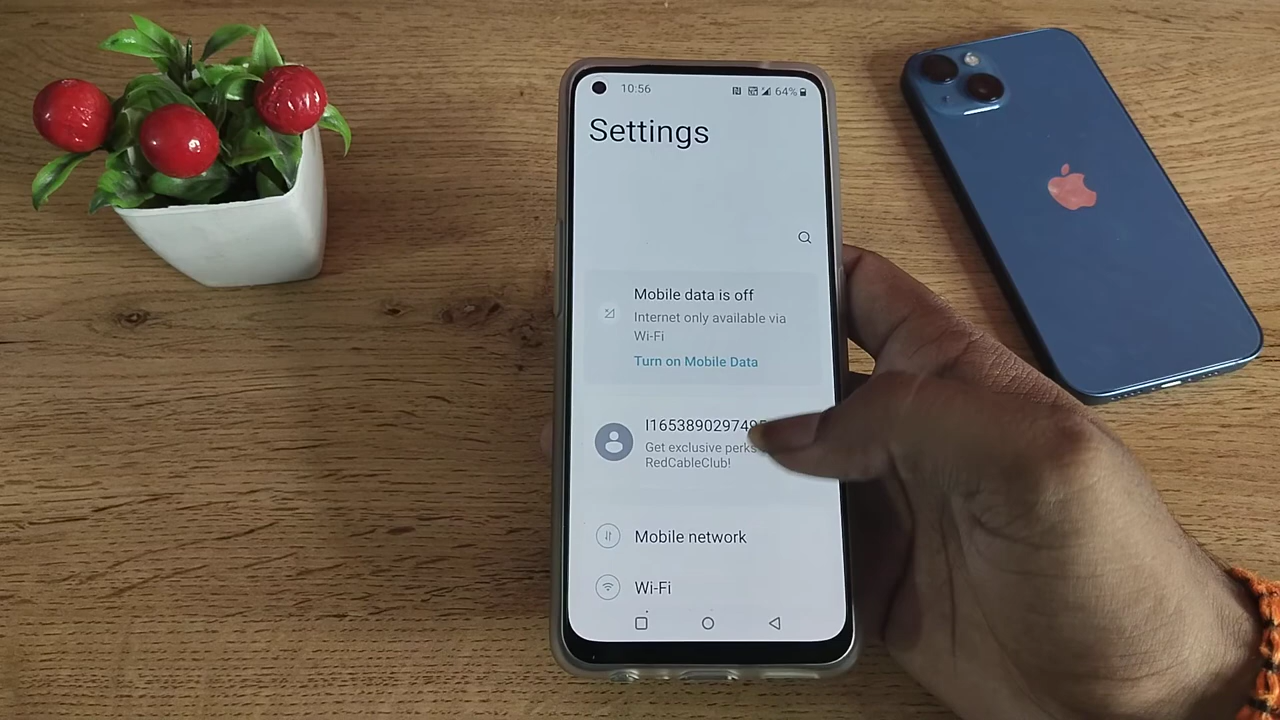 10:56
64%
Settings
Mobile data is off
Internet only available via
Wi-Fi
Turn on Mobile Data
Get exclusive perks
RedCableClub!
Mobile network
Wi-Fi